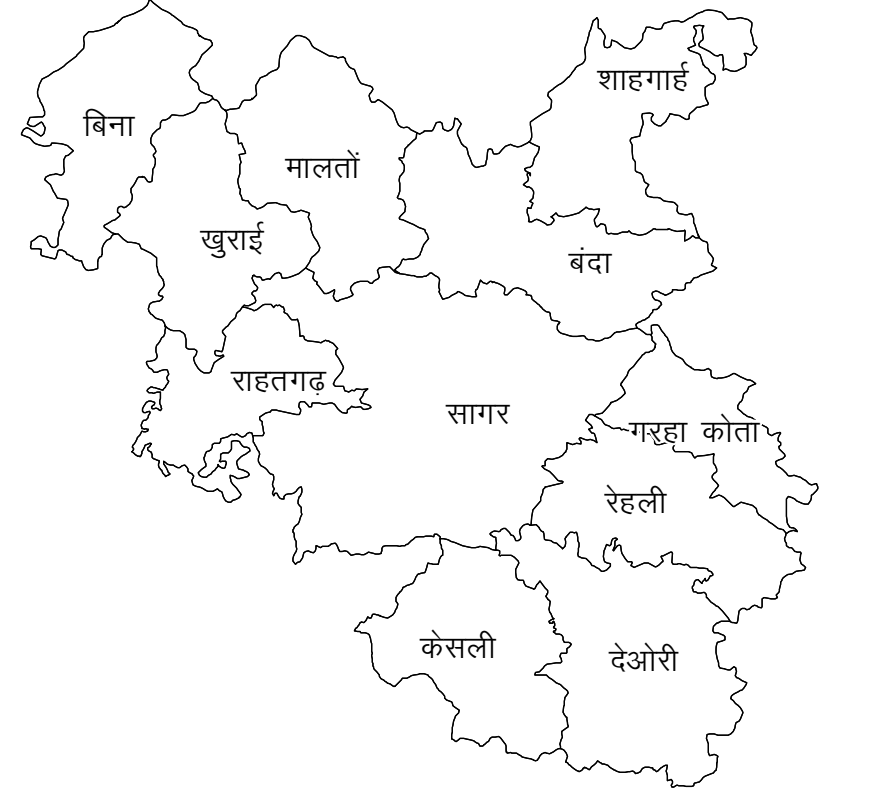 शाहगार्ह
बिना
मालतों
खुराई
बंदा
राहतगढ़
सागर
गरहा कोता
रेहली
केसली
देओरी